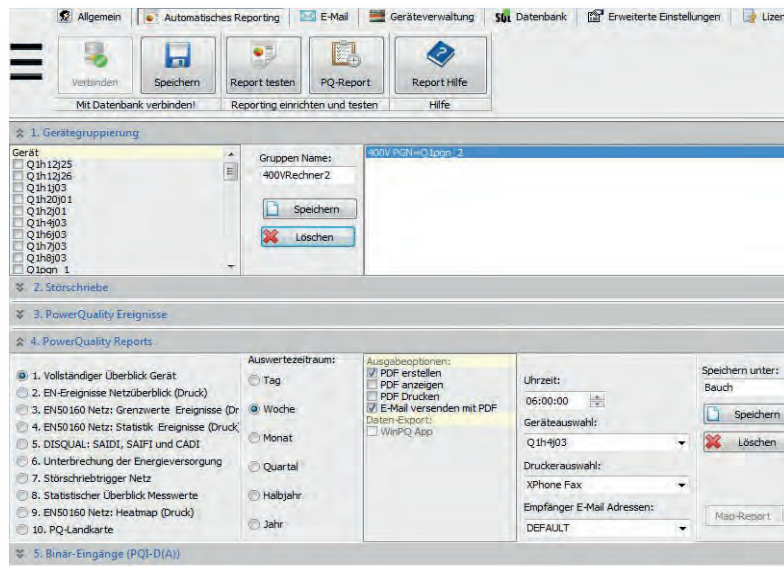 Allgemein Automatisches Reporting E-Mail Geräteverwaltung SQL Datenbank Erweiterte Einstellungen Lizen
Verbinden Speichern Report testen PQ-Report Report Hilfe
Mit Datenbank verbinden! Reporting einrichten und testen Hilfe
1. Gerätegruppierung
Gerät
Q1h12j25
Q1h12j26
Q1h1j03
Q1h20j01
Q1h2j01
Q1h4j03
Q1h6j03
Q1h7j03
Q1h8j03
Q1pgn_1
Gruppen Name:
400VRechner2
Speichern
Löschen
400V PGN=Q1pgn_2
2. Störschriebe
3. PowerQuality Ereignisse
4. PowerQuality Reports
1. Vollständiger Überblick Gerät
2. EN-Ereignisse Netzüberblick (Druck)
3. EN50160 Netz: Grenzwerte Ereignisse (Dr
4. EN50160 Netz: Statistik Ereignisse (Druck
5. DISQUAL: SAIDI, SAIFI und CADI
6. Unterbrechung der Energieversorgung
7. Störschriebtrigger Netz
8. Statistischer Überblick Messwerte
9. EN50160 Netz: Heatmap (Druck)
10. PQ-Landkarte
Auswertezeitraum:
Tag
Woche
Monat
Quartal
Halbjahr
Jahr
Ausgabeoptionen:
PDF erstellen
PDF anzeigen
PDF Drucken
E-Mail versenden mit PDF
Daten-Export:
WinPQ App
Uhrzeit:
06:00:00
Geräteauswahl:
Q1h4j03
Druckerauswahl:
XPhone Fax
Empfänger E-Mail Adressen:
DEFAULT
Speichern unter:
Bauch
Speichern
Löschen
Map-Report
5. Binär-Eingänge (PQI-D(A))